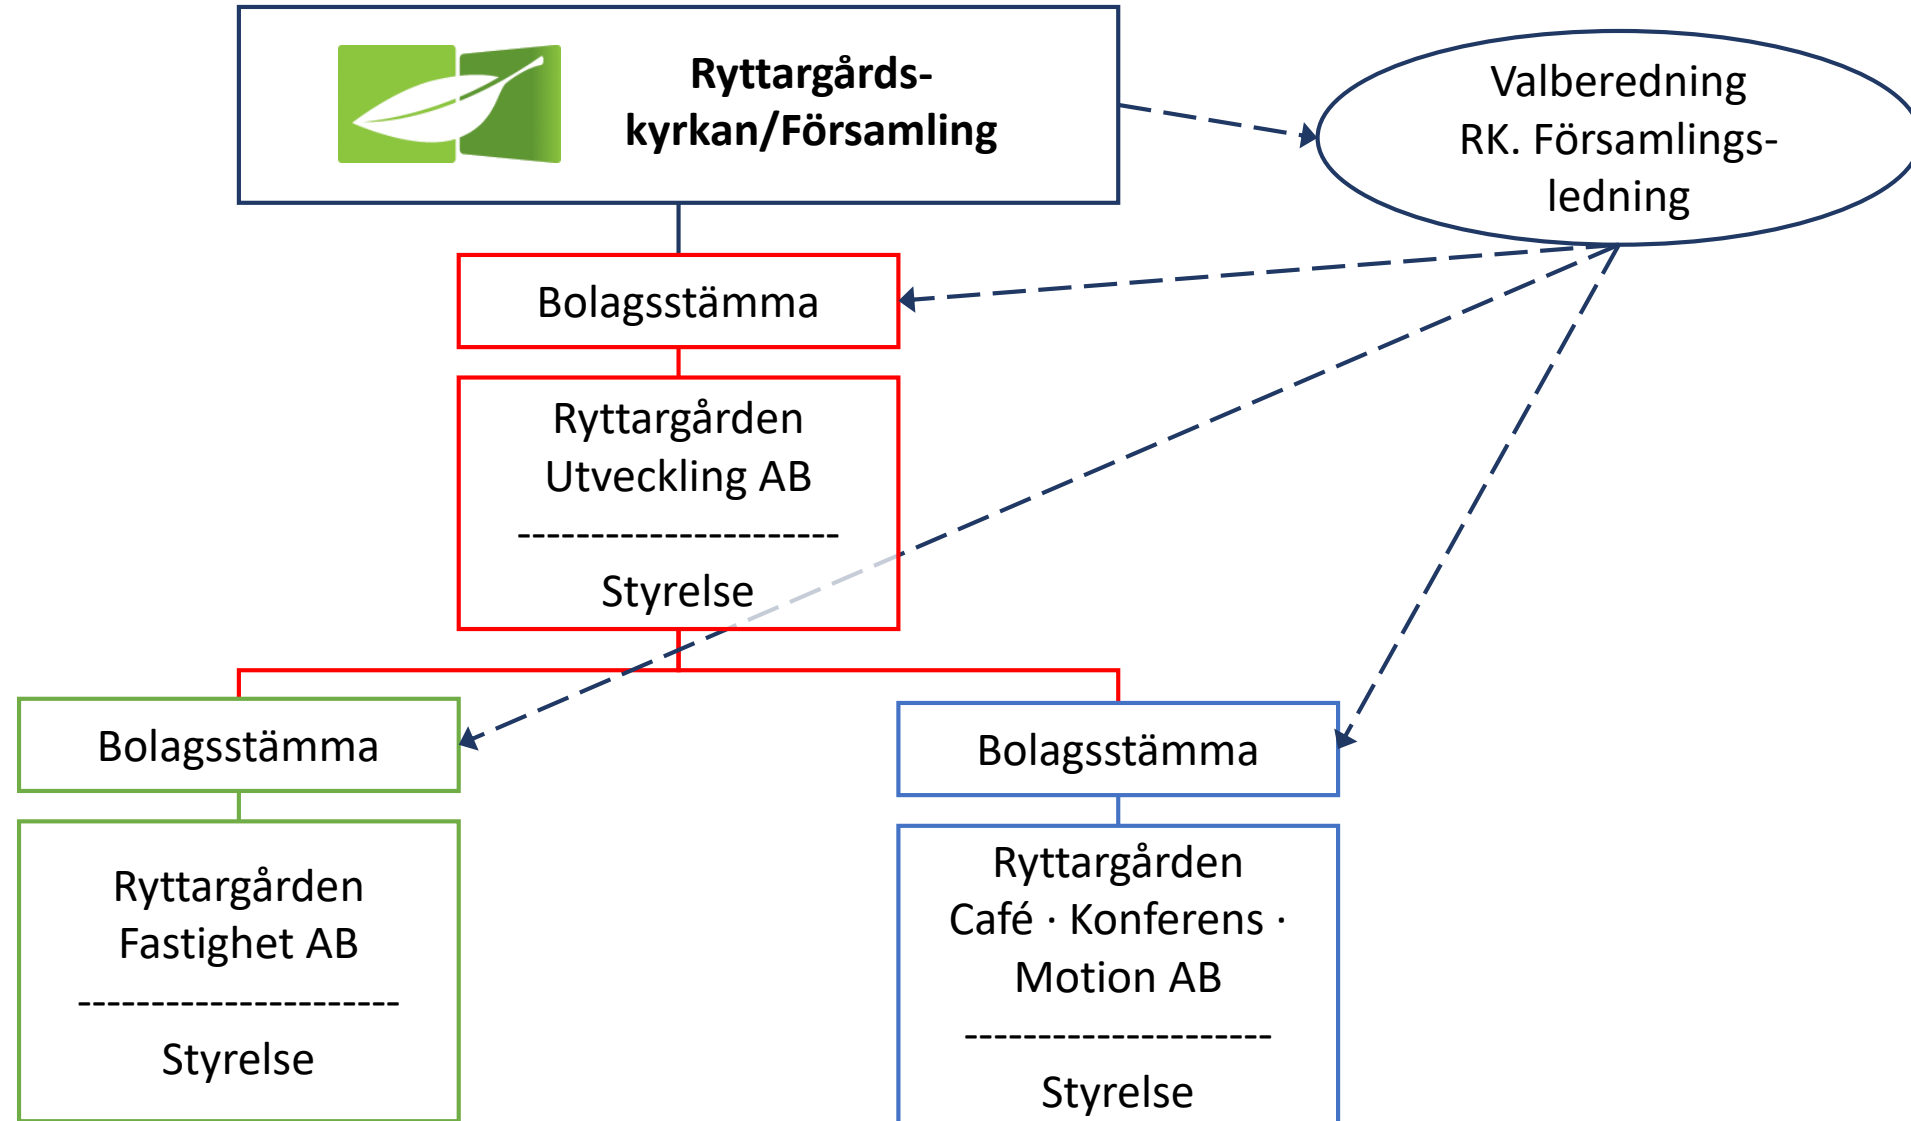 Ryttargårds-
kyrkan/Församling
Valberedning
RK. Församlings-
ledning
Bolagsstämma
Ryttargården
Utveckling AB
----------------------
Styrelse
Bolagsstämma
Ryttargården
Fastighet AB
----------------------
Styrelse
Bolagsstämma
Ryttargården
Café · Konferens ·
Motion AB
---------------------
Styrelse